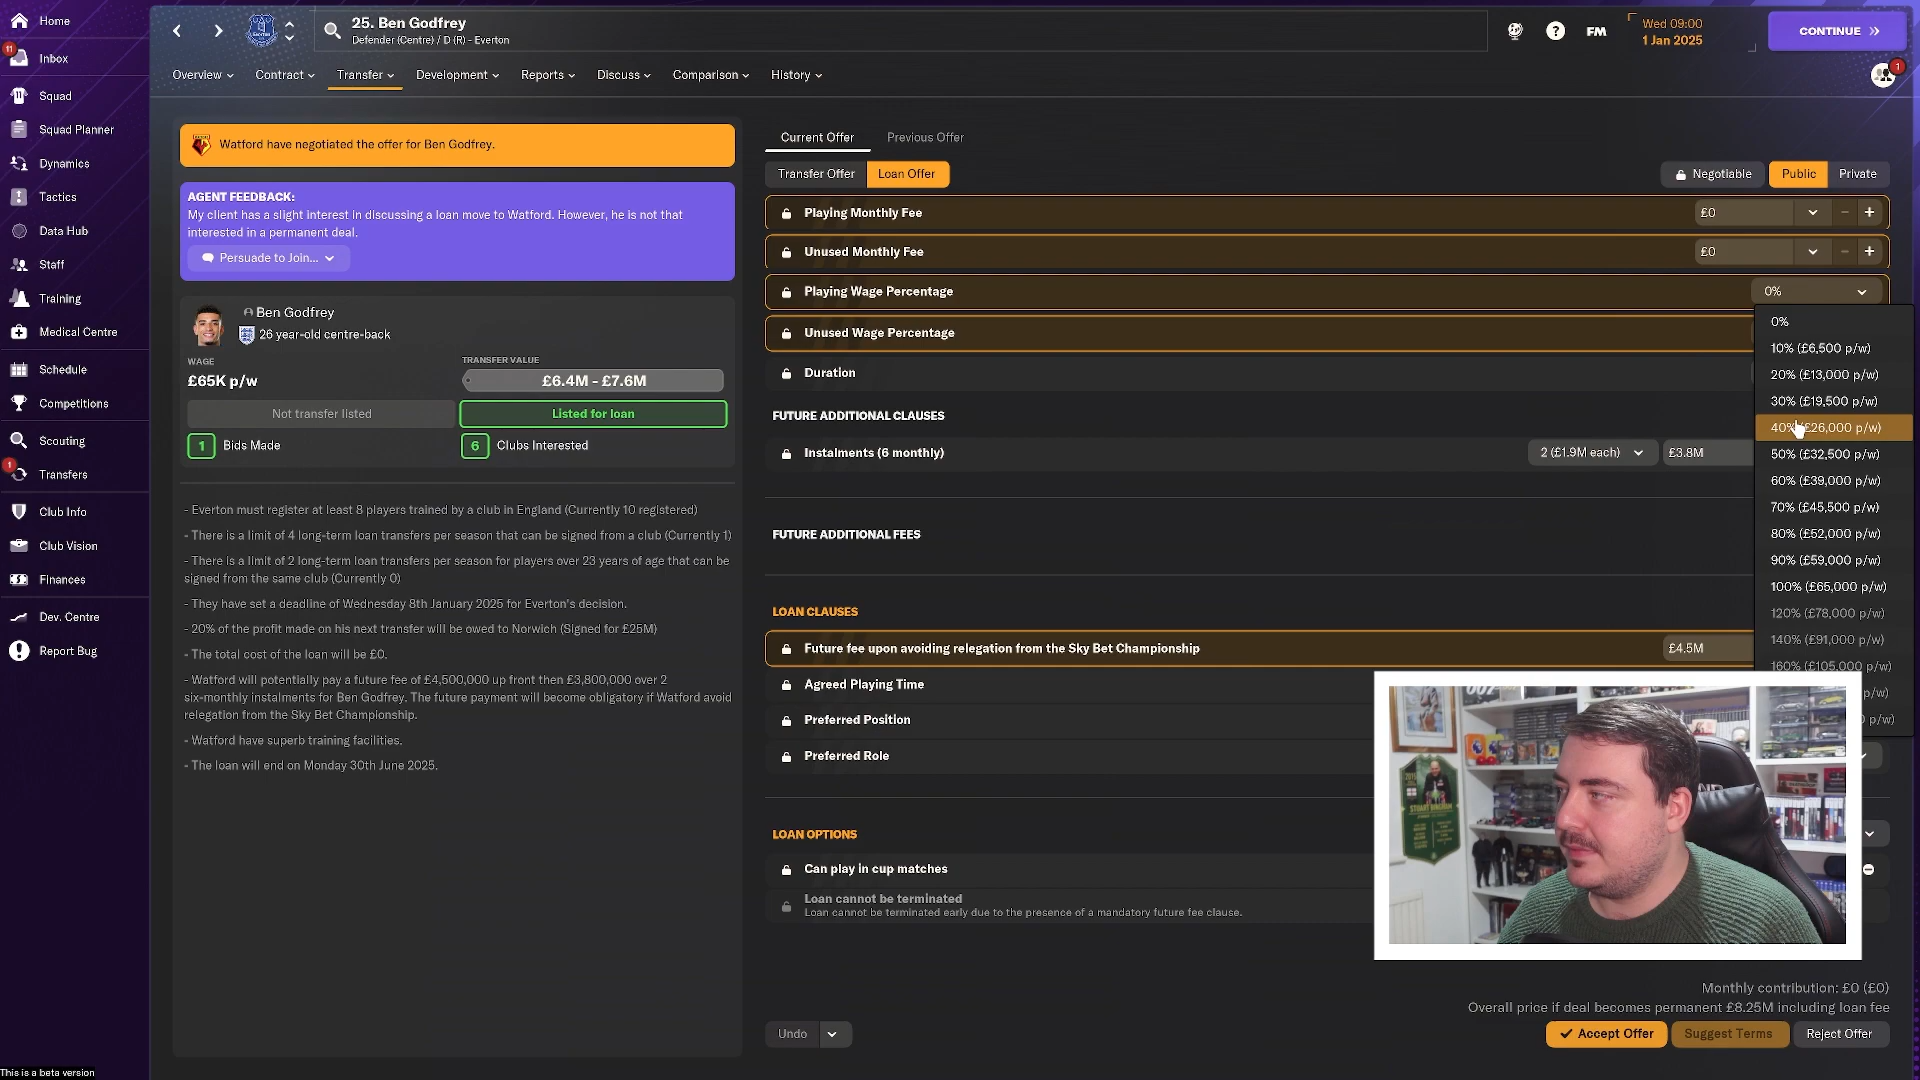 Home
11
Inbox
Squad
Squad Planner
Dynamics
Tactics
Data Hub
Staff
Training
Medical Centre
Schedule
Competitions
Scouting
1
Transfers
Club Info
Club Vision
Finances
Dev. Centre
Report Bug
This is a beta version
25. Ben Godfrey
Defender (Centre) / D (R) - Everton
FM
Wed 09:00
1 Jan 2025
CONTINUE
1
Overview
Contract
Transfer
Development
Reports
Discuss
Comparison
History
Watford have negotiated the offer for Ben Godfrey.
AGENT FEEDBACK:
My client has a slight interest in discussing a loan move to Watford. However, he is not that
interested in a permanent deal.
Persuade to Join...
Ben Godfrey
26 year-old centre-back
WAGE
£65K p/w
TRANSFER VALUE
£6.4M - £7.6M
Not transfer listed
Listed for loan
1 Bids Made
6 Clubs Interested
- Everton must register at least 8 players trained by a club in England (Currently 10 registered)
- There is a limit of 4 long-term loan transfers per season that can be signed from a club (Currently 1)
- There is a limit of 2 long-term loan transfers per season for players over 23 years of age that can be
signed from the same club (Currently 0)
- They have set a deadline of Wednesday 8th January 2025 for Everton's decision.
- 20% of the profit made on his next transfer will be owed to Norwich (Signed for £25M)
- The total cost of the loan will be £0.
- Watford will potentially pay a future fee of £4,500,000 up front then £3,800,000 over 2
six-monthly instalments for Ben Godfrey. The future payment will become obligatory if Watford avoid
relegation from the Sky Bet Championship.
- Watford have superb training facilities.
- The loan will end on Monday 30th June 2025.
Current Offer
Previous Offer
Transfer Offer
Loan Offer
Negotiable
Public
Private
Playing Monthly Fee
£0
Unused Monthly Fee
£0
Playing Wage Percentage
0%
Unused Wage Percentage
Duration
0%
10% (£6,500 p/w)
20% (£13,000 p/w)
30% (£19,500 p/w)
40% (£26,000 p/w)
50% (£32,500 p/w)
60% (£39,000 p/w)
70% (£45,500 p/w)
80% (£52,000 p/w)
90% (£59,000 p/w)
100% (£65,000 p/w)
120% (£78,000 p/w)
140% (£91,000 p/w)
160% (£105,000 p/w)
p/w)
p/w)
FUTURE ADDITIONAL CLAUSES
Instalments (6 monthly)
2 (£1.9M each)
£3.8M
FUTURE ADDITIONAL FEES
LOAN CLAUSES
Future fee upon avoiding relegation from the Sky Bet Championship
£4.5M
Agreed Playing Time
Preferred Position
Preferred Role
LOAN OPTIONS
Can play in cup matches
Loan cannot be terminated
Loan cannot be terminated early due to the presence of a mandatory future fee clause.
STUART BINGHAM
Monthly contribution: £0 (£0)
Overall price if deal becomes permanent £8.25M including loan fee
Undo
Accept Offer
Suggest Terms
Reject Offer